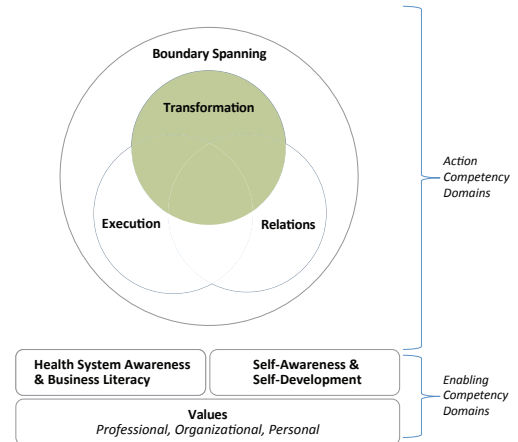 Boundary Spanning
Transformation
Execution
Relations
Action
Competency
Domains
Health System Awareness
& Business Literacy
Self-Awareness &
Self-Development
Values
Professional, Organizational, Personal
Enabling
Competency
Domains